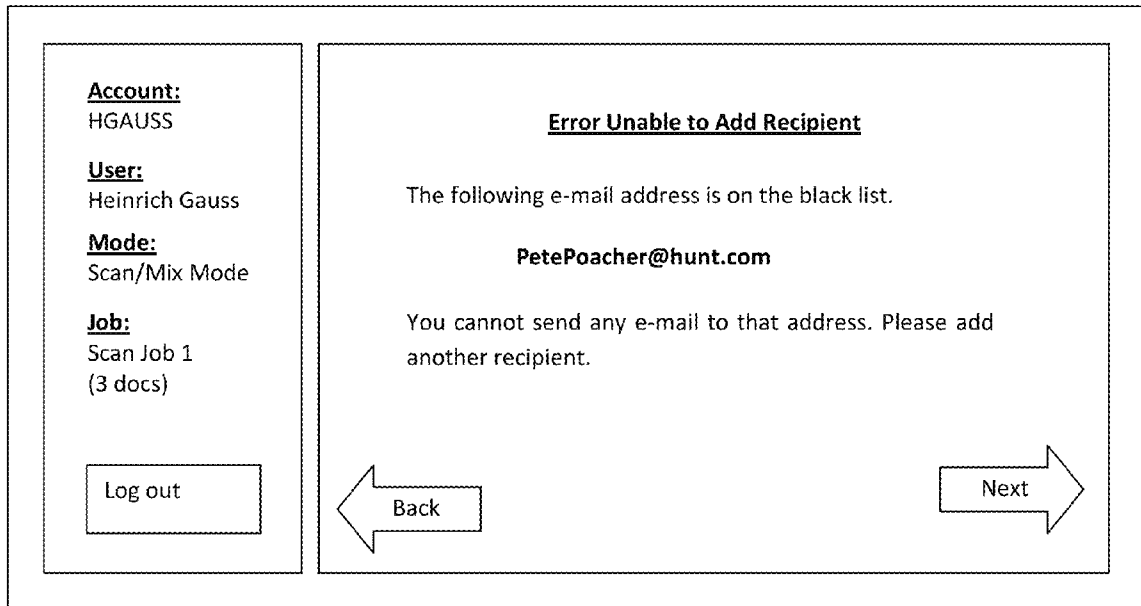 Account:
HGAUSS
User:
Heinrich Gauss
Mode:
Scan/Mix Mode
Job:
Scan Job 1
(3 docs)
Log out
Error Unable to Add Recipient
The following e-mail address is on the black list.
PetePoacher@hunt.com
You cannot send any e-mail to that address. Please add
another recipient.
Back
Next